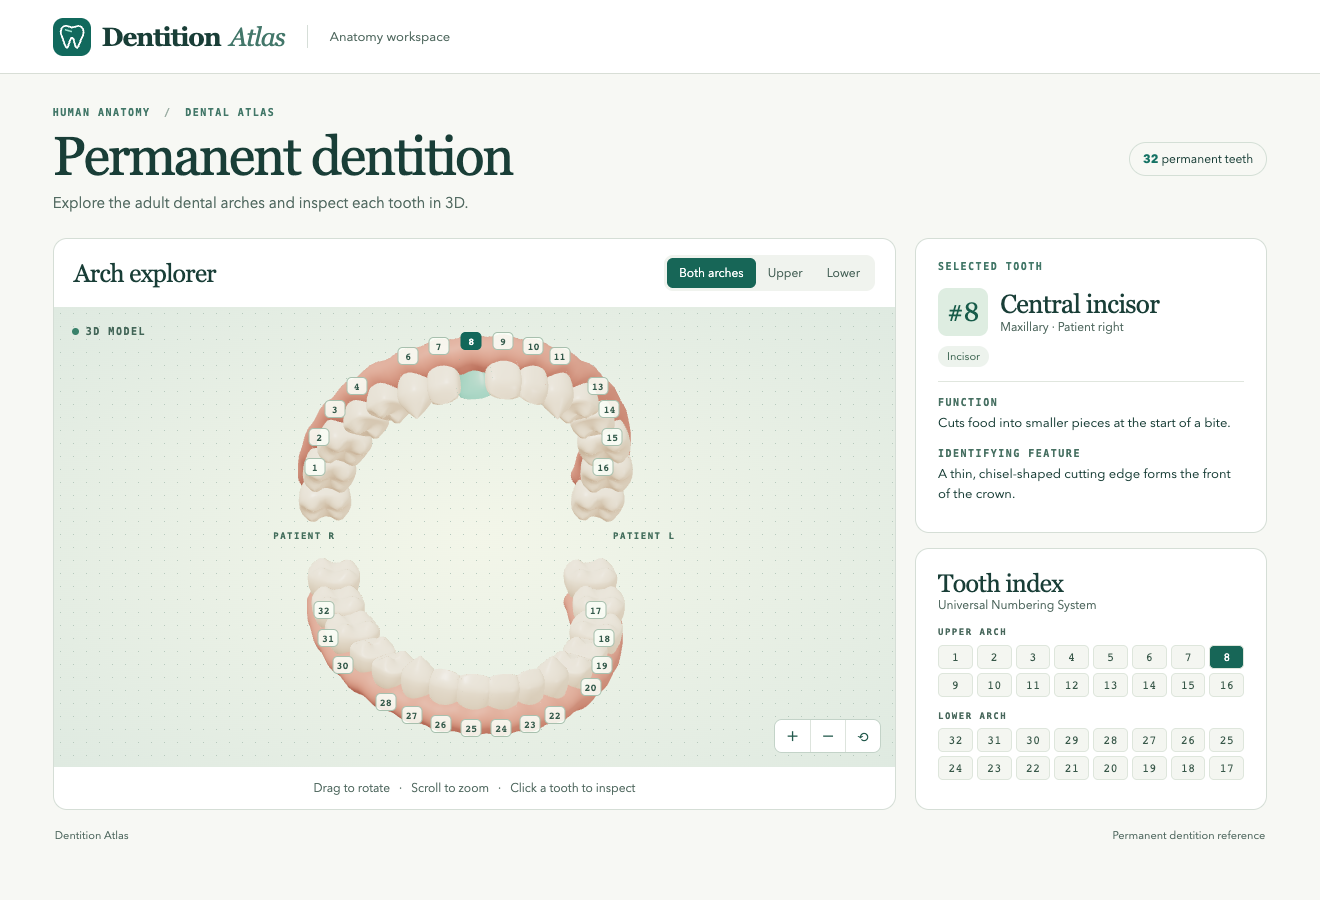 Dentition Atlas
Anatomy workspace
HUMAN ANATOMY / DENTAL ATLAS
Permanent dentition
32 permanent teeth
Explore the adult dental arches and inspect each tooth in 3D.
Arch explorer
Both arches Upper Lower
3D MODEL
6 7 8 9 10 11
4 13
3 14
2 15
1 16
PATIENT R PATIENT L
32 17
31 18
30 19
20
28 27 26 25 24 23 22
+ − ⟲
Drag to rotate · Scroll to zoom · Click a tooth to inspect
SELECTED TOOTH
#8
Central incisor
Maxillary · Patient right
Incisor
FUNCTION
Cuts food into smaller pieces at the start of a bite.
IDENTIFYING FEATURE
A thin, chisel-shaped cutting edge forms the front
of the crown.
Tooth index
Universal Numbering System
UPPER ARCH
1 2 3 4 5 6 7 8
9 10 11 12 13 14 15 16
LOWER ARCH
32 31 30 29 28 27 26 25
24 23 22 21 20 19 18 17
Dentition Atlas
Permanent dentition reference